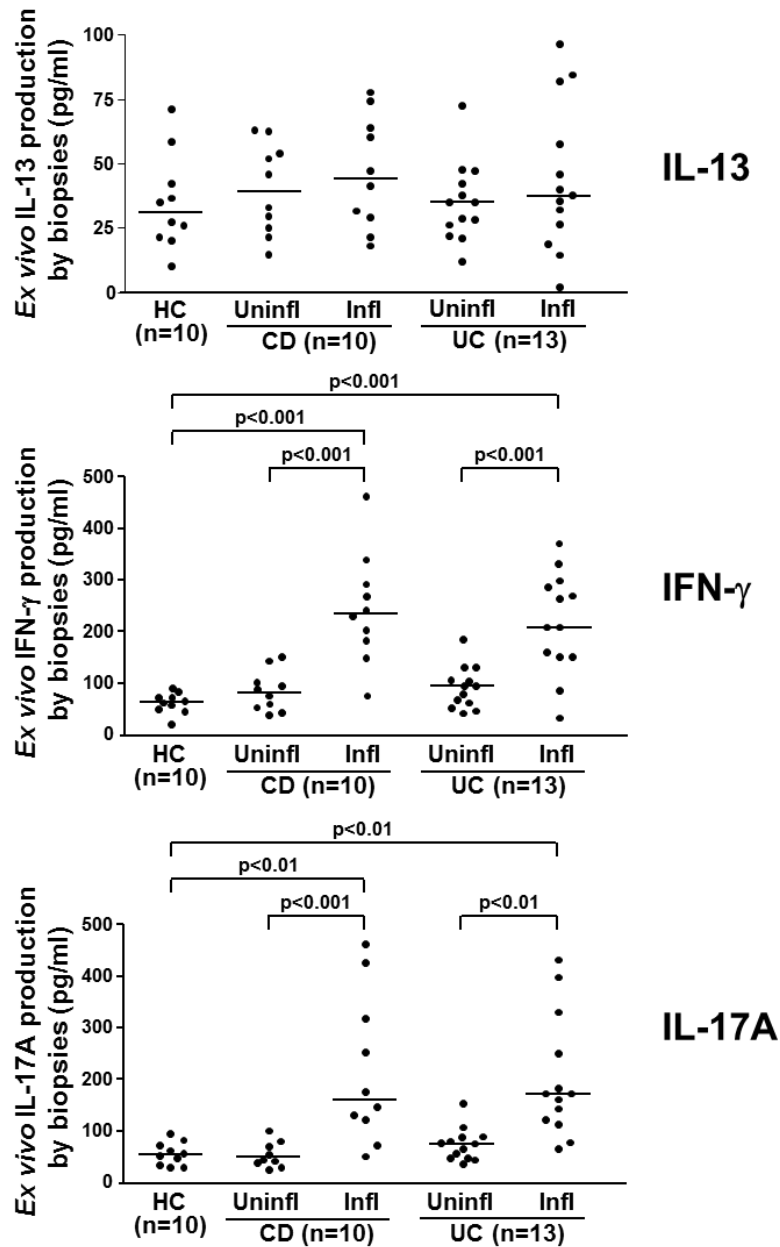 Ex vivo IL-13 production
by biopsies (pg/ml)
100
75
50
25
0
HC
(n=10)
Uninfl
Infl
CD (n=10)
Uninfl
Infl
UC (n=13)
IL-13
p<0.001
p<0.001
p<0.001
p<0.001
Ex vivo IFN-γ production
by biopsies (pg/ml)
500
400
300
200
100
0
HC
(n=10)
Uninfl
Infl
CD (n=10)
Uninfl
Infl
UC (n=13)
IFN-γ
p<0.01
p<0.01
p<0.001
p<0.01
Ex vivo IL-17A production
by biopsies (pg/ml)
500
400
300
200
100
0
HC
(n=10)
Uninfl
Infl
CD (n=10)
Uninfl
Infl
UC (n=13)
IL-17A